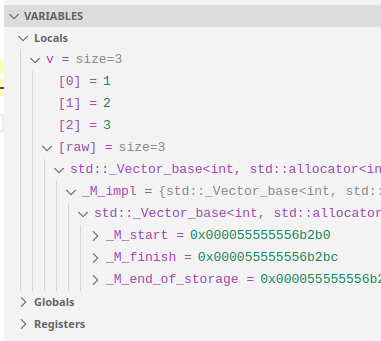 VARIABLES
Locals
v = size=3
[0] = 1
[1] = 2
[2] = 3
[raw] = size=3
std::_Vector_base<int, std::allocator<in
_M_impl = {std::_Vector_base<int, std::
std::_Vector_base<int, std::allocator
_M_start = 0x000055555556b2b0
_M_finish = 0x000055555556b2bc
_M_end_of_storage = 0x000055555556b2
Globals
Registers